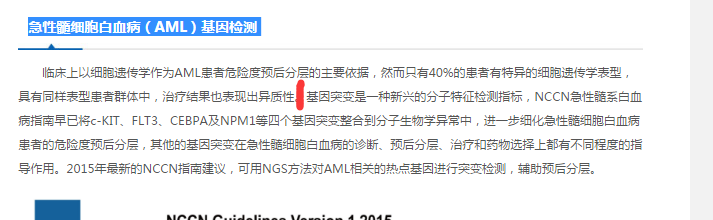 急性髓细胞白血病（AML）基因检测
临床上以细胞遗传学作为AML患者危险度预后分层的主要依据，然而只有40%的患者有特异的细胞遗传学表型，
具有同样表型患者群体中，治疗结果也表现出异质性 基因突变是一种新兴的分子特征检测指标，NCCN急性髓系白血
病指南早已将c-KIT、FLT3、CEBPA及NPM1等四个基因突变整合到分子生物学异常中，进一步细化急性髓细胞白血病
患者的危险度预后分层，其他的基因突变在急性髓细胞白血病的诊断、预后分层、治疗和药物选择上都有不同程度的指
导作用。2015年最新的NCCN指南建议，可用NGS方法对AML相关的热点基因进行突变检测，辅助预后分层。
NCCN Guidelines Version 1.2015